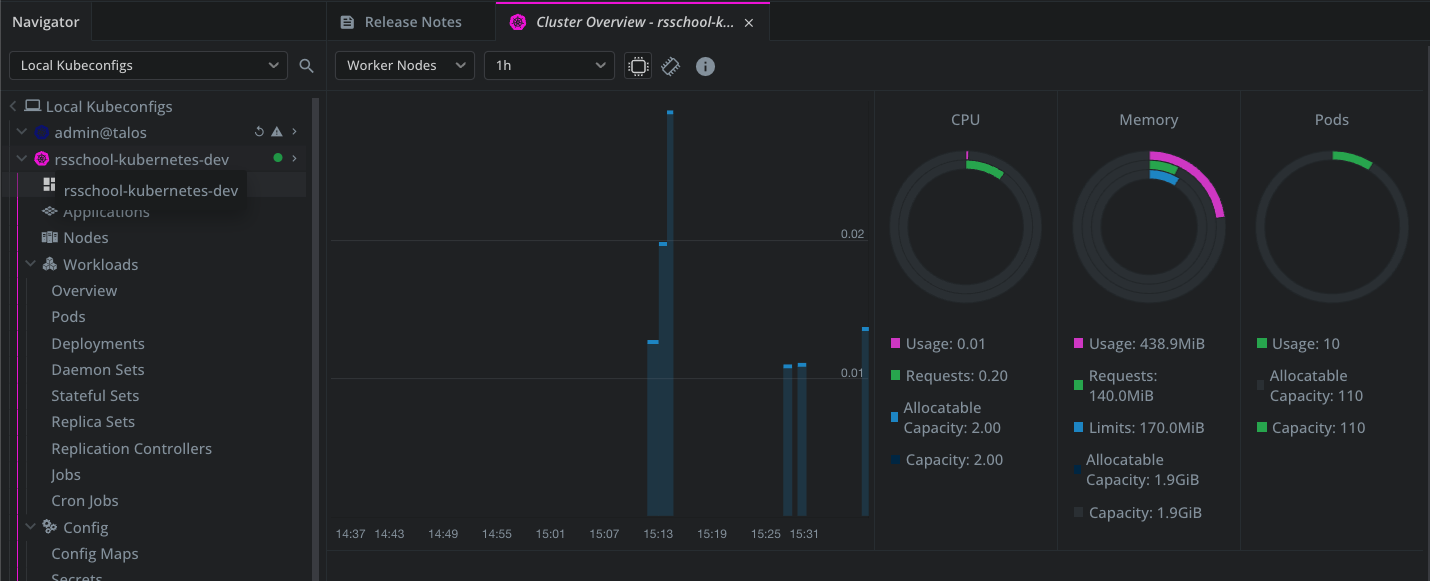 Navigator
Release Notes
Cluster Overview - rsschool-k...
Local Kubeconfigs
Worker Nodes
1h
Local Kubeconfigs
admin@talos
rsschool-kubernetes-dev
rsschool-kubernetes-dev
Applications
Nodes
Workloads
Overview
Pods
Deployments
Daemon Sets
Stateful Sets
Replica Sets
Replication Controllers
Jobs
Cron Jobs
Config
Config Maps
Secrets
0.02
0.01
14:37 14:43 14:49 14:55 15:01 15:07 15:13 15:19 15:25 15:31
CPU
Usage: 0.01
Requests: 0.20
Allocatable
Capacity: 2.00
Capacity: 2.00
Memory
Usage: 438.9MiB
Requests:
140.0MiB
Limits: 170.0MiB
Allocatable
Capacity: 1.9GiB
Capacity: 1.9GiB
Pods
Usage: 10
Allocatable
Capacity: 110
Capacity: 110